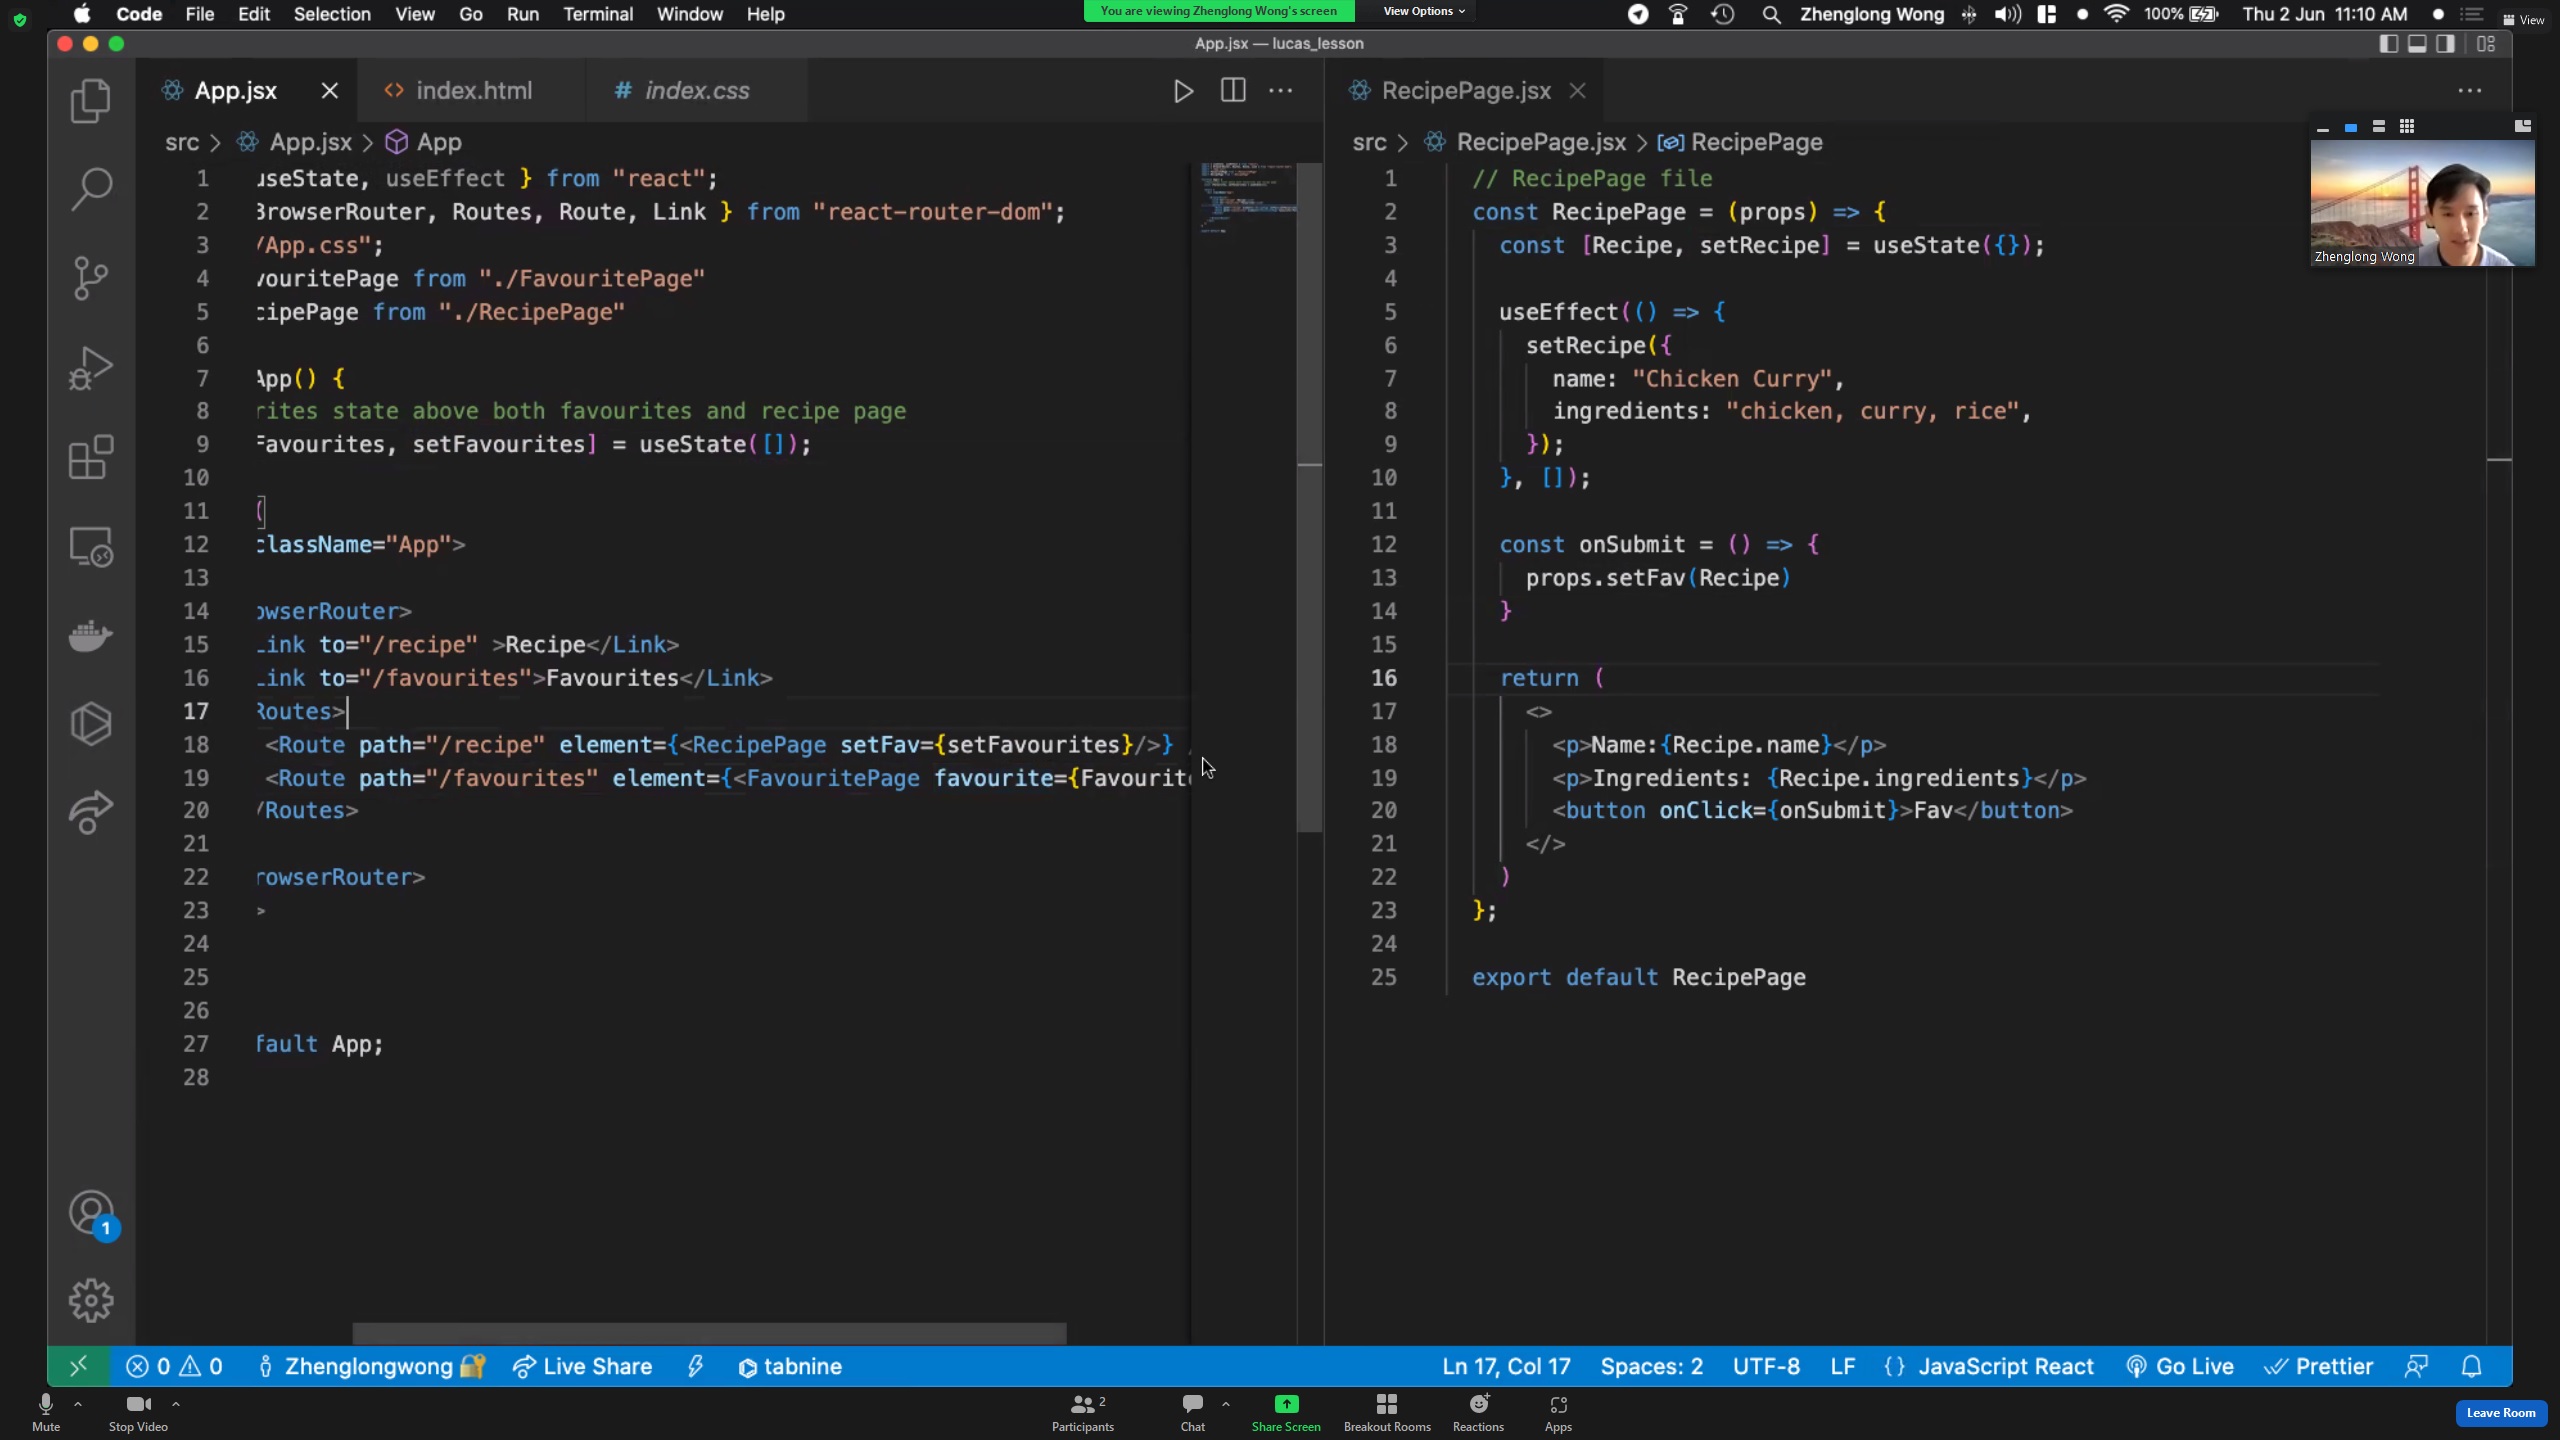 Code File Edit Selection View Go Run Terminal Window Help
You are viewing Zhenglong Wong's screen View Options
Zhenglong Wong 100% Thu 2 Jun 11:10 AM
View
App.jsx — lucas_lesson
App.jsx index.html # index.css
src > App.jsx > App
1 useState, useEffect } from "react";
2 BrowserRouter, Routes, Route, Link } from "react-router-dom";
3 /App.css";
4 vouritePage from "./FavouritePage"
5 cipePage from "./RecipePage"
6
7 App() {
8 rites state above both favourites and recipe page
9 Favourites, setFavourites] = useState([]);
10
11 (
12 className="App">
13
14 owserRouter>
15 Link to="/recipe" >Recipe</Link>
16 Link to="/favourites">Favourites</Link>
17 Routes>
18 <Route path="/recipe" element={<RecipePage setFav={setFavourites}/>} /
19 <Route path="/favourites" element={<FavouritePage favourite={Favourite
20 /Routes>
21
22 rowserRouter>
23 >
24
25
26
27 fault App;
28
RecipePage.jsx
src > RecipePage.jsx > RecipePage
1 // RecipePage file
2 const RecipePage = (props) => {
3 const [Recipe, setRecipe] = useState({});
4
5 useEffect(() => {
6 setRecipe({
7 name: "Chicken Curry",
8 ingredients: "chicken, curry, rice",
9 });
10 }, []);
11
12 const onSubmit = () => {
13 props.setFav(Recipe)
14 }
15
16 return (
17 <>
18 <p>Name:{Recipe.name}</p>
19 <p>Ingredients: {Recipe.ingredients}</p>
20 <button onClick={onSubmit}>Fav</button>
21 </>
22 )
23 };
24
25 export default RecipePage
Zhenglong Wong
1
0 0 Zhenglongwong Live Share tabnine
Ln 17, Col 17 Spaces: 2 UTF-8 LF {} JavaScript React Go Live Prettier
Mute Stop Video Participants 2 Chat Share Screen Breakout Rooms Reactions Apps Leave Room